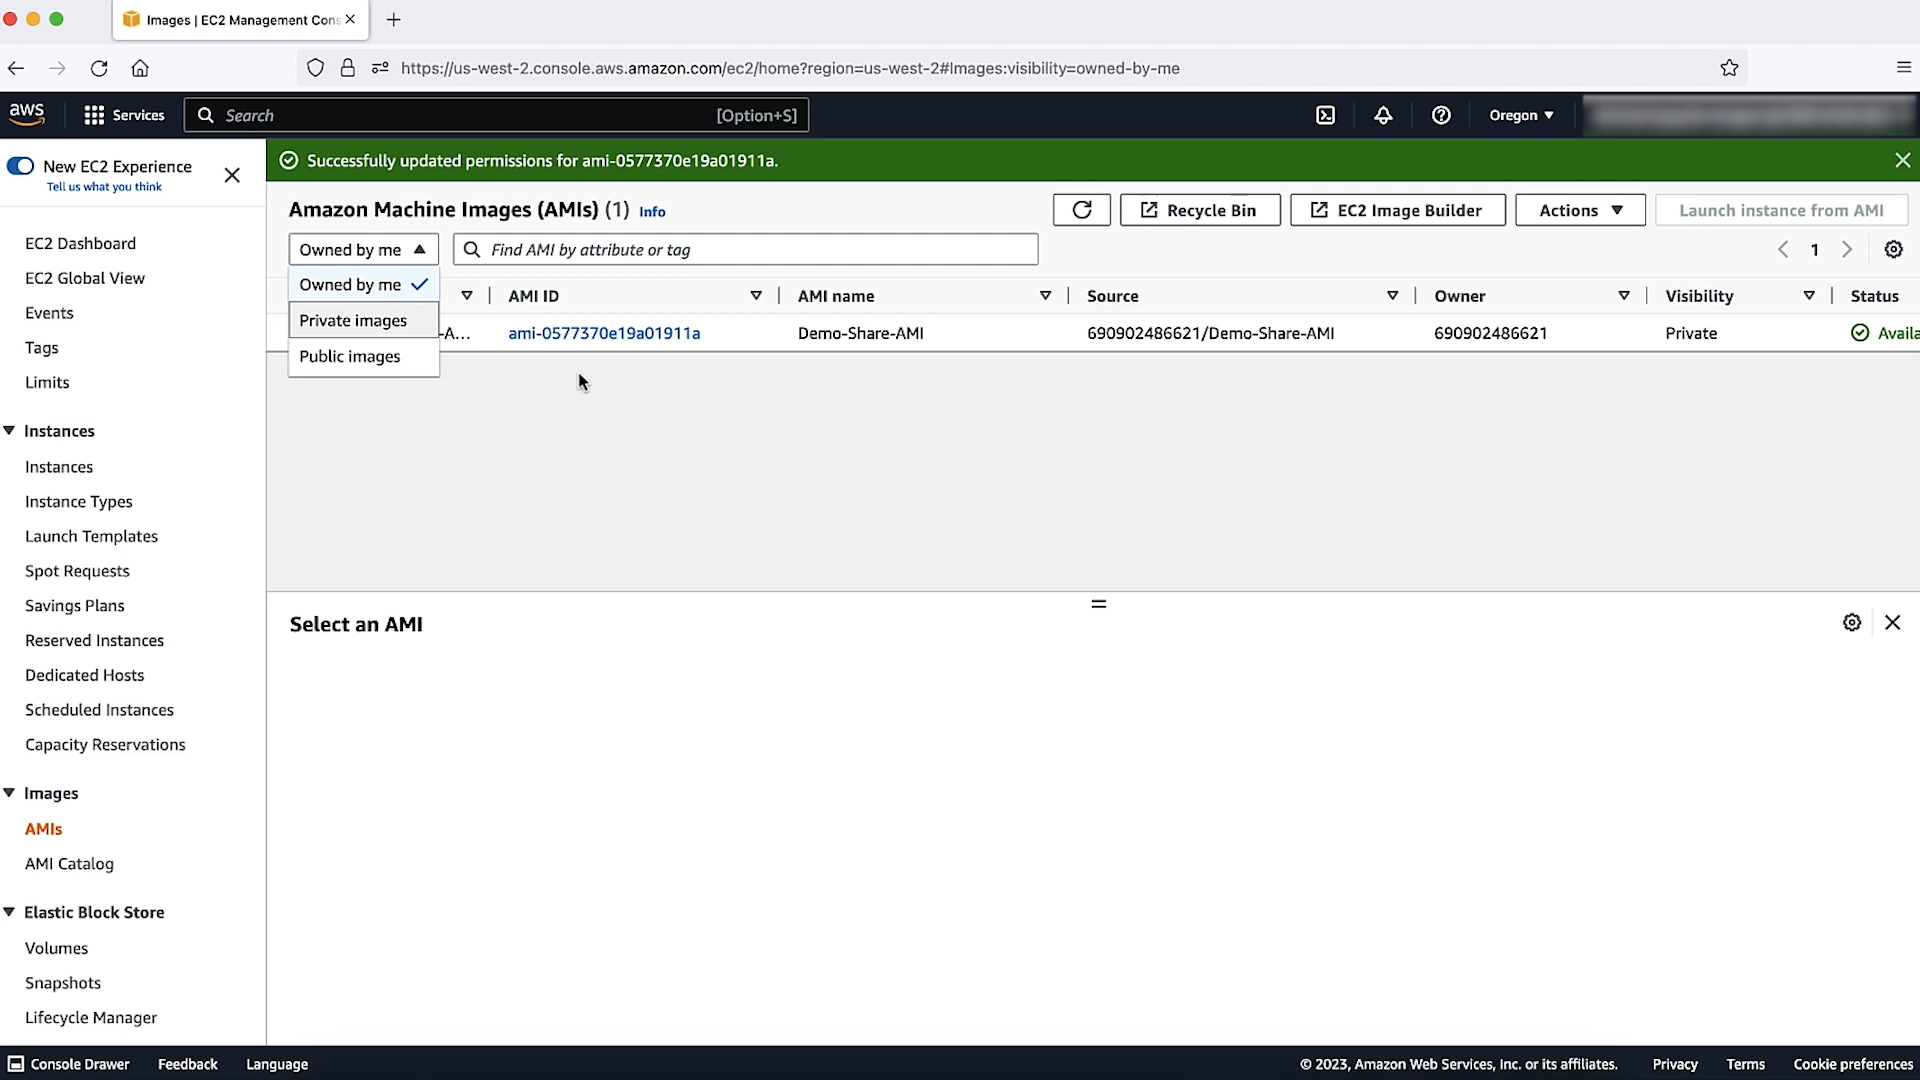 Images | EC2 Management Cons
https://us-west-2.console.aws.amazon.com/ec2/home?region=us-west-2#Images:visibility=owned-by-me
aws Services Search [Option+S] Oregon
New EC2 Experience
Tell us what you think
EC2 Dashboard
EC2 Global View
Events
Tags
Limits
Instances
Instances
Instance Types
Launch Templates
Spot Requests
Savings Plans
Reserved Instances
Dedicated Hosts
Scheduled Instances
Capacity Reservations
Images
AMIs
AMI Catalog
Elastic Block Store
Volumes
Snapshots
Lifecycle Manager
Successfully updated permissions for ami-0577370e19a01911a.
Amazon Machine Images (AMIs) (1) Info Recycle Bin EC2 Image Builder Actions Launch instance from AMI
Owned by me Find AMI by attribute or tag 1
Owned by me
Private images
Public images
AMI ID AMI name Source Owner Visibility Status
-A... ami-0577370e19a01911a Demo-Share-AMI 690902486621/Demo-Share-AMI 690902486621 Private Availa
Select an AMI
Console Drawer Feedback Language © 2023, Amazon Web Services, Inc. or its affiliates. Privacy Terms Cookie preferences